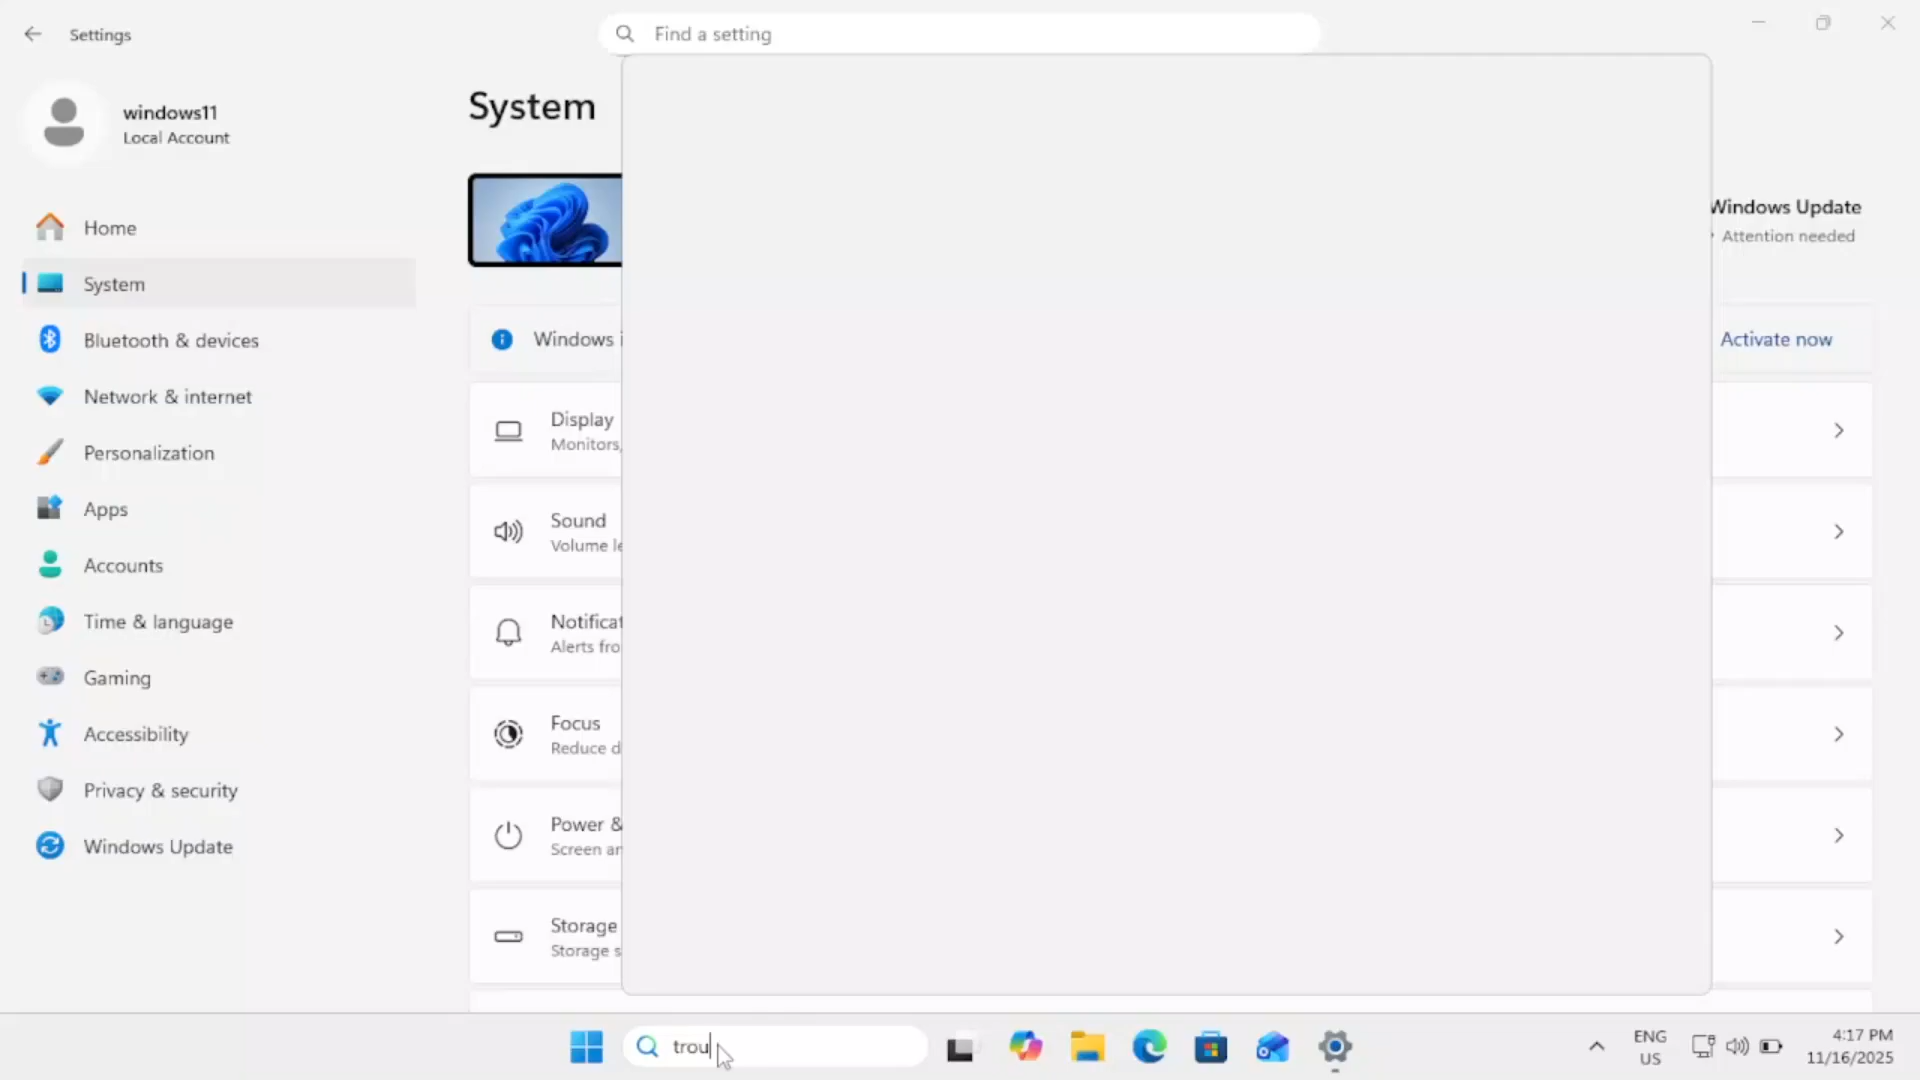 Settings
Find a setting
windows11
Local Account
System
Home
System
Bluetooth & devices
Network & internet
Personalization
Apps
Accounts
Time & language
Gaming
Accessibility
Privacy & security
Windows Update
Windows Update
Attention needed
Windows i
Activate now
Display
Monitors,
Sound
Volume le
Notificat
Alerts fro
Focus
Reduce d
Power &
Screen an
Storage
Storage s
trou
ENG
US
4:17 PM
11/16/2025